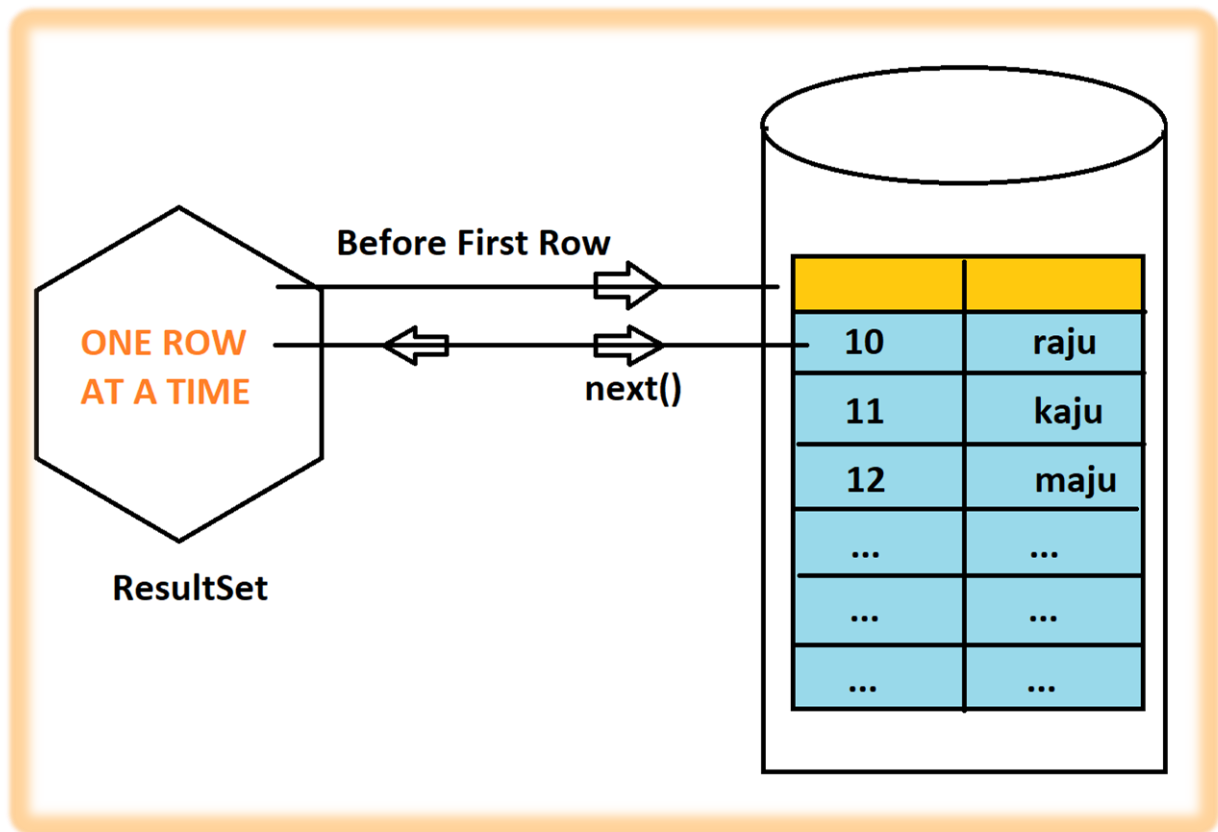 Before First Row
ONE ROW
AT A TIME
next()
ResultSet
10 raju
11 kaju
12 maju
... ...
... ...
... ...